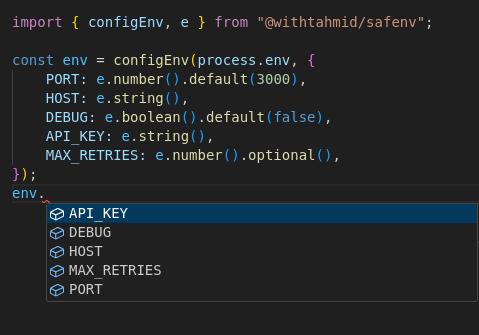 import { configEnv, e } from "@withtahmid/safenv";
const env = configEnv(process.env, {
    PORT: e.number().default(3000),
    HOST: e.string(),
    DEBUG: e.boolean().default(false),
    API_KEY: e.string(),
    MAX_RETRIES: e.number().optional(),
});
env.
API_KEY
DEBUG
HOST
MAX_RETRIES
PORT